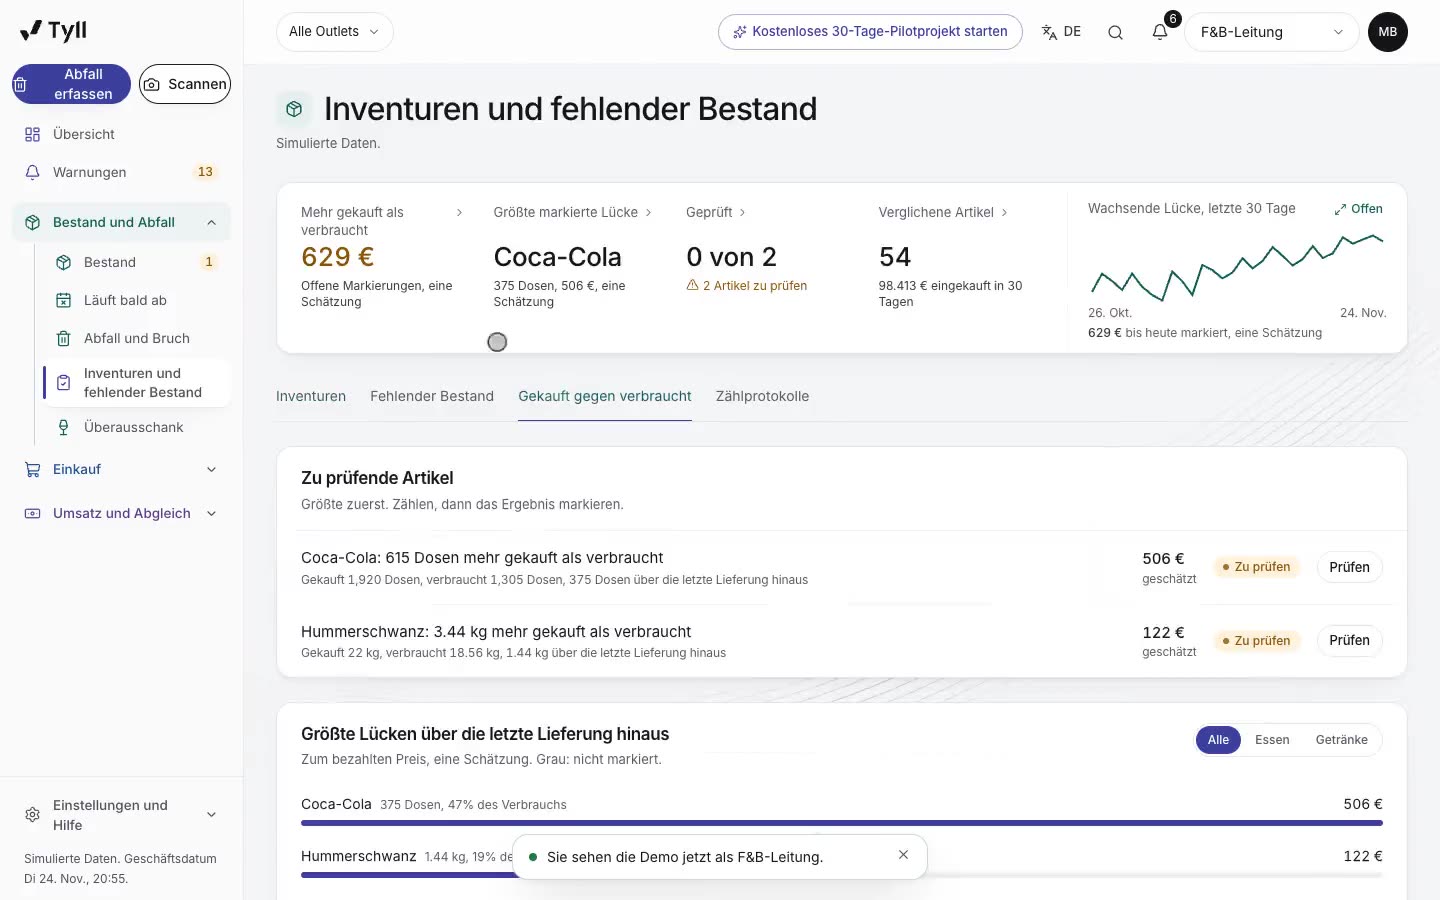 Tyll
Alle Outlets
Kostenloses 30-Tage-Pilotprojekt starten
DE
6
F&B-Leitung
MB
Abfall
erfassen
Scannen
Übersicht
Warnungen 13
Bestand und Abfall
Bestand 1
Läuft bald ab
Abfall und Bruch
Inventuren und
fehlender Bestand
Überausschank
Einkauf
Umsatz und Abgleich
Einstellungen und
Hilfe
Simulierte Daten. Geschäftsdatum
Di 24. Nov., 20:55.
Inventuren und fehlender Bestand
Simulierte Daten.
Mehr gekauft als
verbraucht
629 €
Offene Markierungen, eine
Schätzung
Größte markierte Lücke
Coca-Cola
375 Dosen, 506 €, eine
Schätzung
Geprüft
0 von 2
2 Artikel zu prüfen
Verglichene Artikel
54
98.413 € eingekauft in 30
Tagen
Wachsende Lücke, letzte 30 Tage
Offen
26. Okt. 24. Nov.
629 € bis heute markiert, eine Schätzung
Inventuren Fehlender Bestand Gekauft gegen verbraucht Zählprotokolle
Zu prüfende Artikel
Größte zuerst. Zählen, dann das Ergebnis markieren.
Coca-Cola: 615 Dosen mehr gekauft als verbraucht
Gekauft 1,920 Dosen, verbraucht 1,305 Dosen, 375 Dosen über die letzte Lieferung hinaus
506 €
geschätzt
Zu prüfen
Prüfen
Hummerschwanz: 3.44 kg mehr gekauft als verbraucht
Gekauft 22 kg, verbraucht 18.56 kg, 1.44 kg über die letzte Lieferung hinaus
122 €
geschätzt
Zu prüfen
Prüfen
Größte Lücken über die letzte Lieferung hinaus
Zum bezahlten Preis, eine Schätzung. Grau: nicht markiert.
Alle Essen Getränke
Coca-Cola 375 Dosen, 47% des Verbrauchs 506 €
Hummerschwanz 1.44 kg, 19% de 122 €
Sie sehen die Demo jetzt als F&B-Leitung.